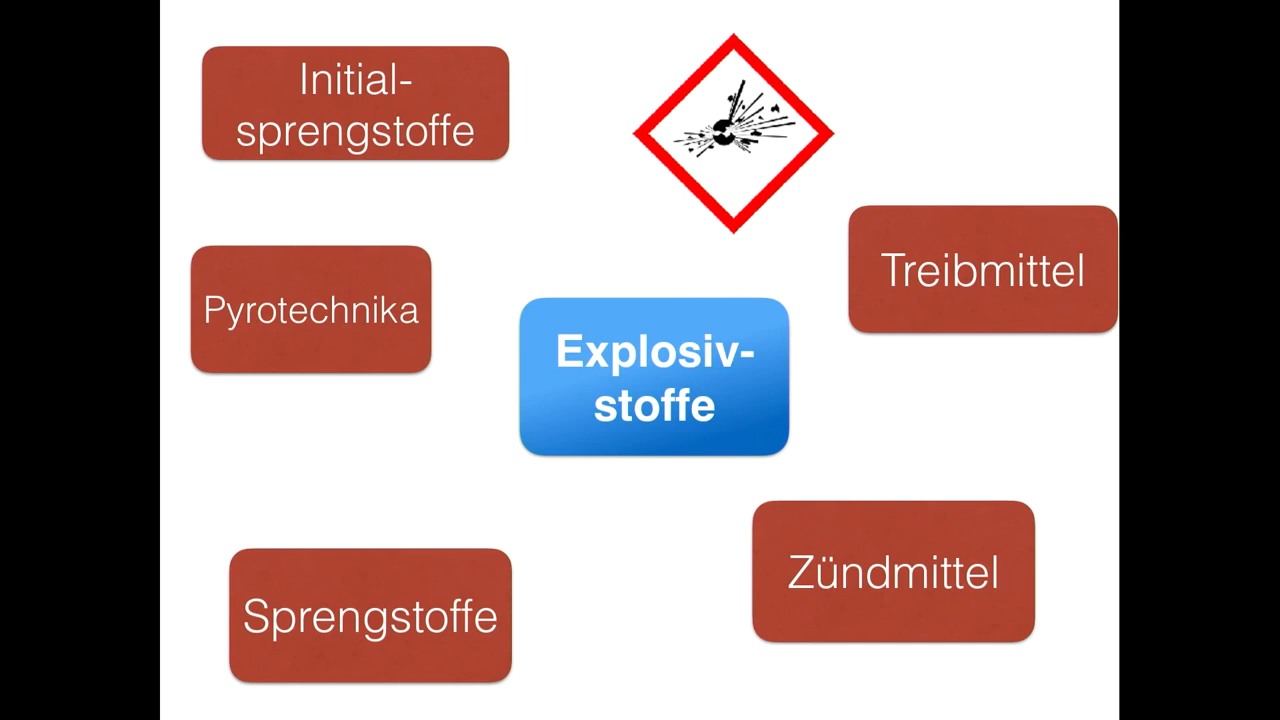 Initial-
sprengstoffe
Treibmittel
Pyrotechnika
Explosiv-
stoffe
Zündmittel
Sprengstoffe